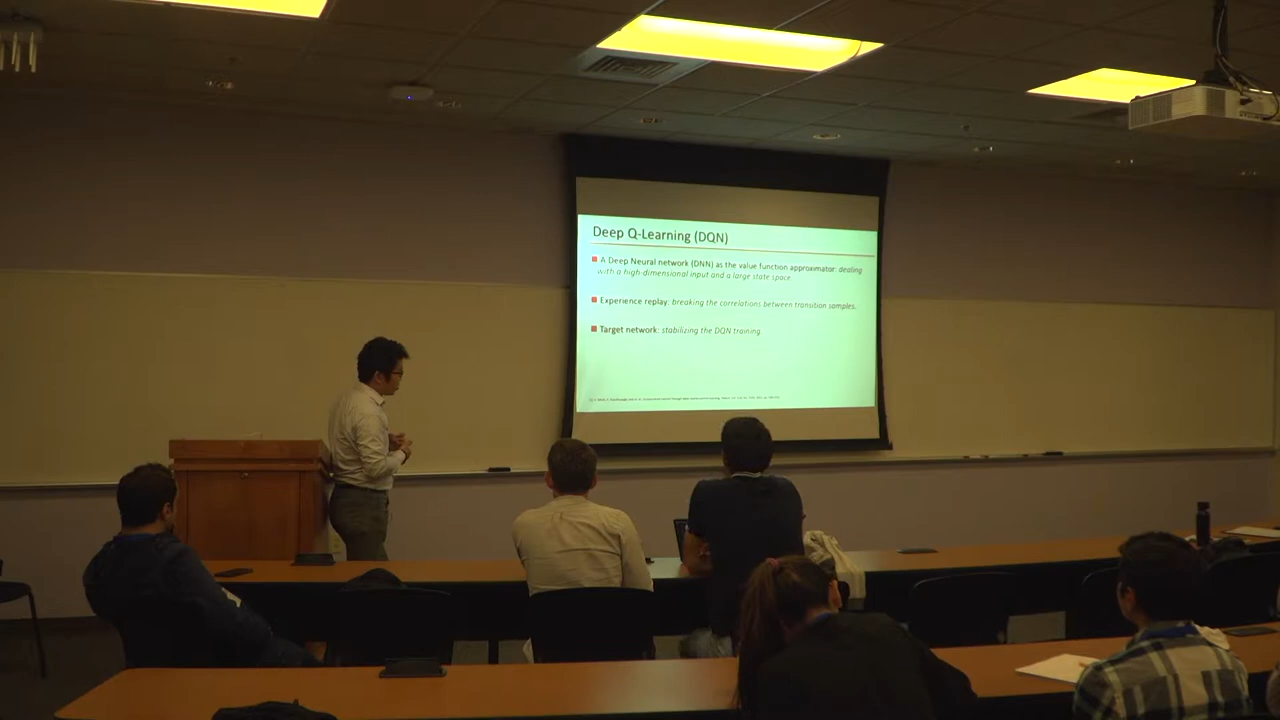 Deep Q-Learning (DQN)
A Deep Neural network (DNN) as the value function approximator: dealing
with a high-dimensional input and a large state space.
Experience replay: breaking the correlations between transition samples.
Target network: stabilizing the DQN training.